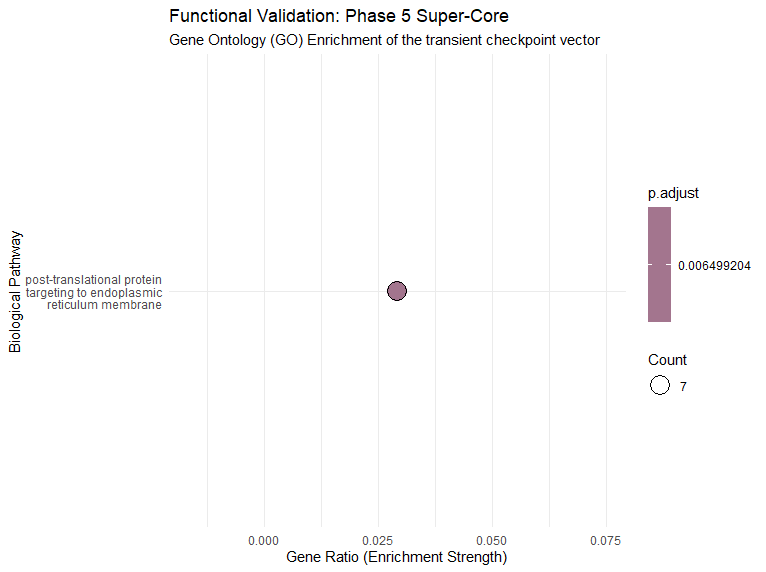 Functional Validation: Phase 5 Super-Core
Gene Ontology (GO) Enrichment of the transient checkpoint vector
Biological Pathway
post-translational protein
targeting to endoplasmic
reticulum membrane
0.000
0.025
0.050
0.075
Gene Ratio (Enrichment Strength)
p.adjust
0.006499204
Count
7